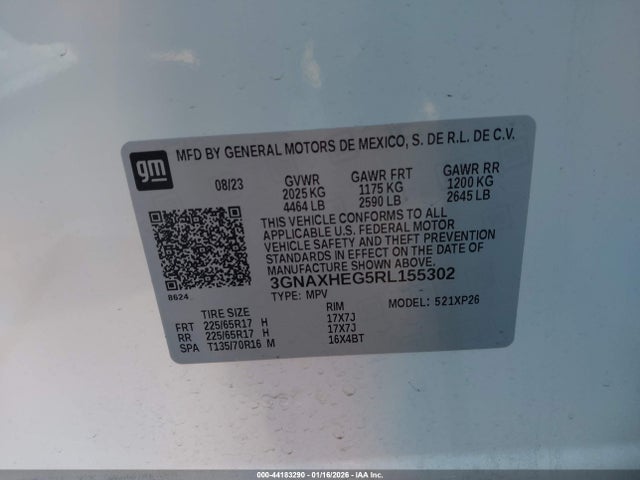 gm
MFD BY GENERAL MOTORS DE MEXICO, S. DE R.L. DE C.V.
08/23 GVWR GAWR FRT GAWR RR
2025 KG 1175 KG 1200 KG
4464 LB 2590 LB 2645 LB
THIS VEHICLE CONFORMS TO ALL
APPLICABLE U.S. FEDERAL MOTOR
VEHICLE SAFETY AND THEFT PREVENTION
STANDARDS IN EFFECT ON THE DATE OF
MANUFACTURE SHOWN ABOVE.
3GNAXHEG5RL155302
8624
TYPE: MPV MODEL: 521XP26
TIRE SIZE RIM
FRT 225/65R17 H 17X7J
RR 225/65R17 H 17X7J
SPA T135/70R16 M 16X4BT
000-44183290 - 01/16/2026 - IAA Inc.